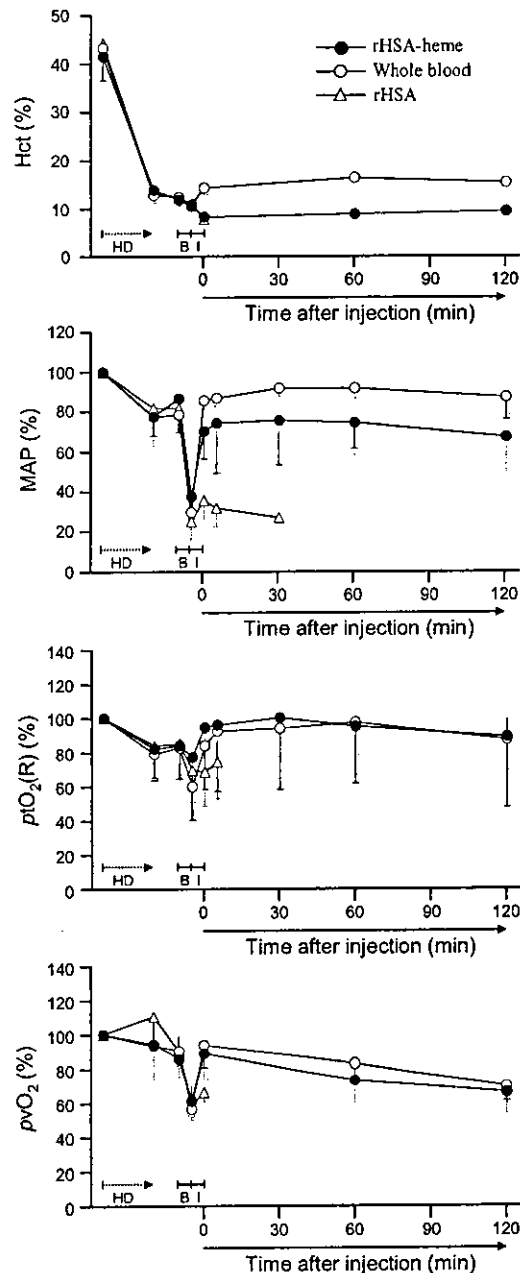 rHSA-heme
Whole blood
rHSA
Hct (%)
50
40
30
20
10
0
HD B I
0 30 60 90 120
Time after injection (min)
MAP (%)
120
100
80
60
40
20
0
HD B I
0 30 60 90 120
Time after injection (min)
ptO2(R) (%)
140
120
100
80
60
40
20
0
HD B I
0 30 60 90 120
Time after injection (min)
pvO2 (%)
140
120
100
80
60
40
20
0
HD B I
0 30 60 90 120
Time after injection (min)